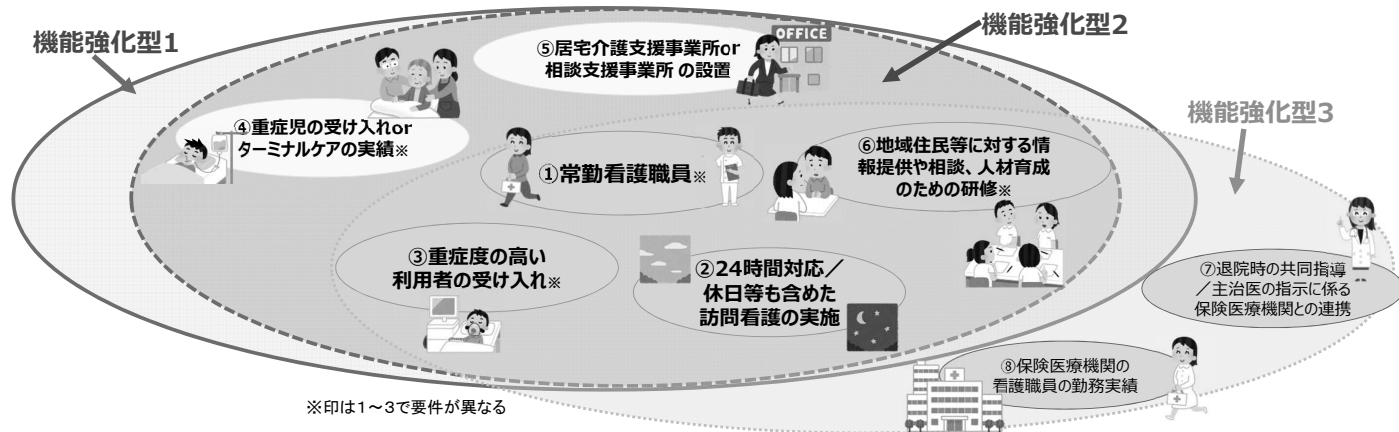 機能強化型1
⑤居宅介護支援事業所or
相談支援事業所 の設置
OFFICE
機能強化型2
機能強化型3
④重症児の受け入れor
ターミナルケアの実績※
①常勤看護職員※
⑥地域住民等に対する情
報提供や相談、人材育成
のための研修※
③重症度の高い
利用者の受け入れ※
②24時間対応／
休日等も含めた
訪問看護の実施
⑦退院時の共同指導
／主治医の指示に係る
保険医療機関との連携
⑧保険医療機関の
看護職員の勤務実績
※印は1～3で要件が異なる